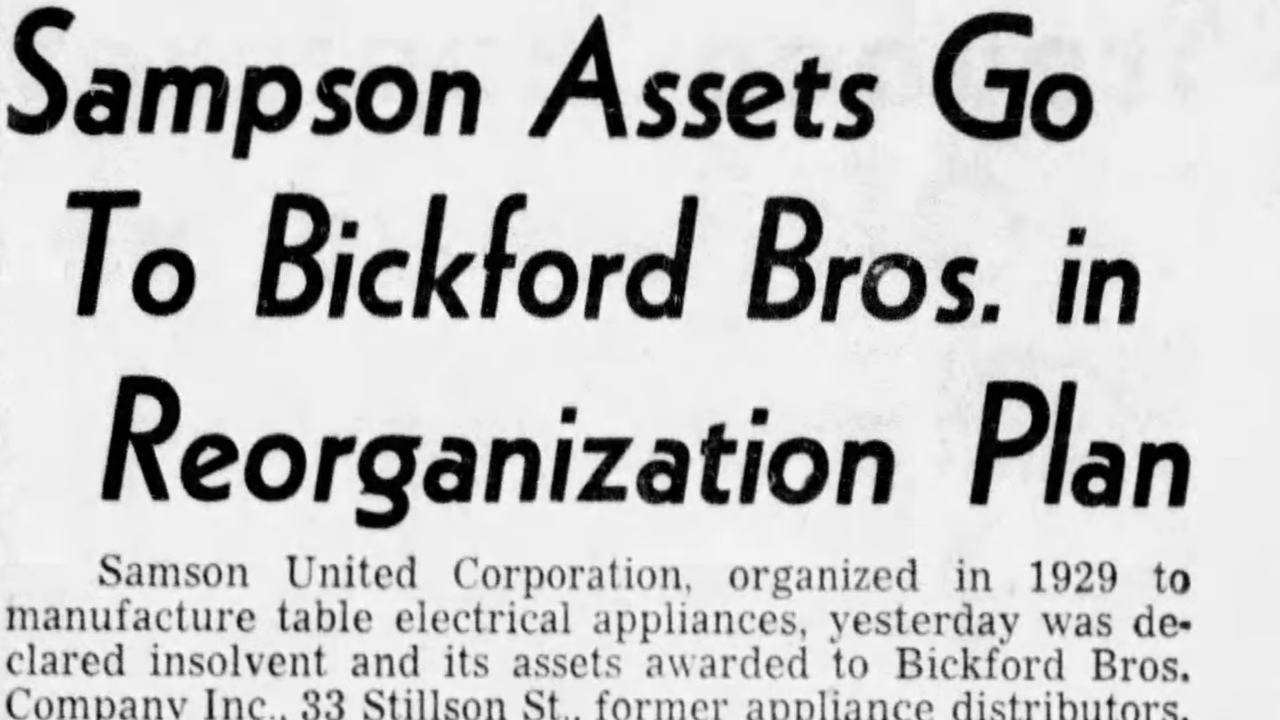 Sampson Assets Go
To Bickford Bros. in
Reorganization Plan
Samson United Corporation, organized in 1929 to
manufacture table electrical appliances, yesterday was de-
clared insolvent and its assets awarded to Bickford Bros.
Company Inc., 33 Stillson St., former appliance distributors.